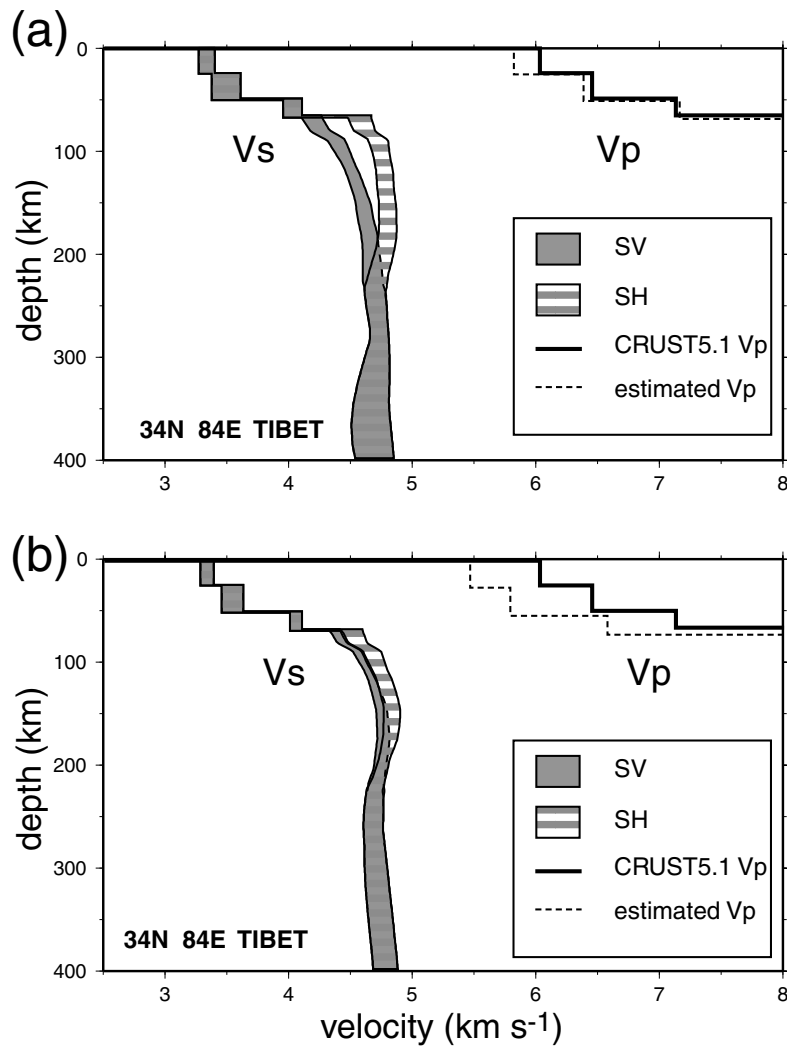 (a)
0
100
200
300
400
depth (km)
Vs
Vp
SV
SH
CRUST5.1 Vp
estimated Vp
34N 84E TIBET
3
4
5
6
7
8
(b)
0
100
200
300
400
depth (km)
Vs
Vp
SV
SH
CRUST5.1 Vp
estimated Vp
34N 84E TIBET
3
4
5
6
7
8
velocity (km s-1)